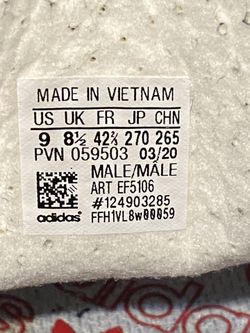 MADE IN VIETNAM
US UK FR JP CHN
9 8½ 42⅔ 270 265
PVN 059503 03/20
MALE/MÂLE
ART EF5106
#124903285
adidas FFH1VL8w00059